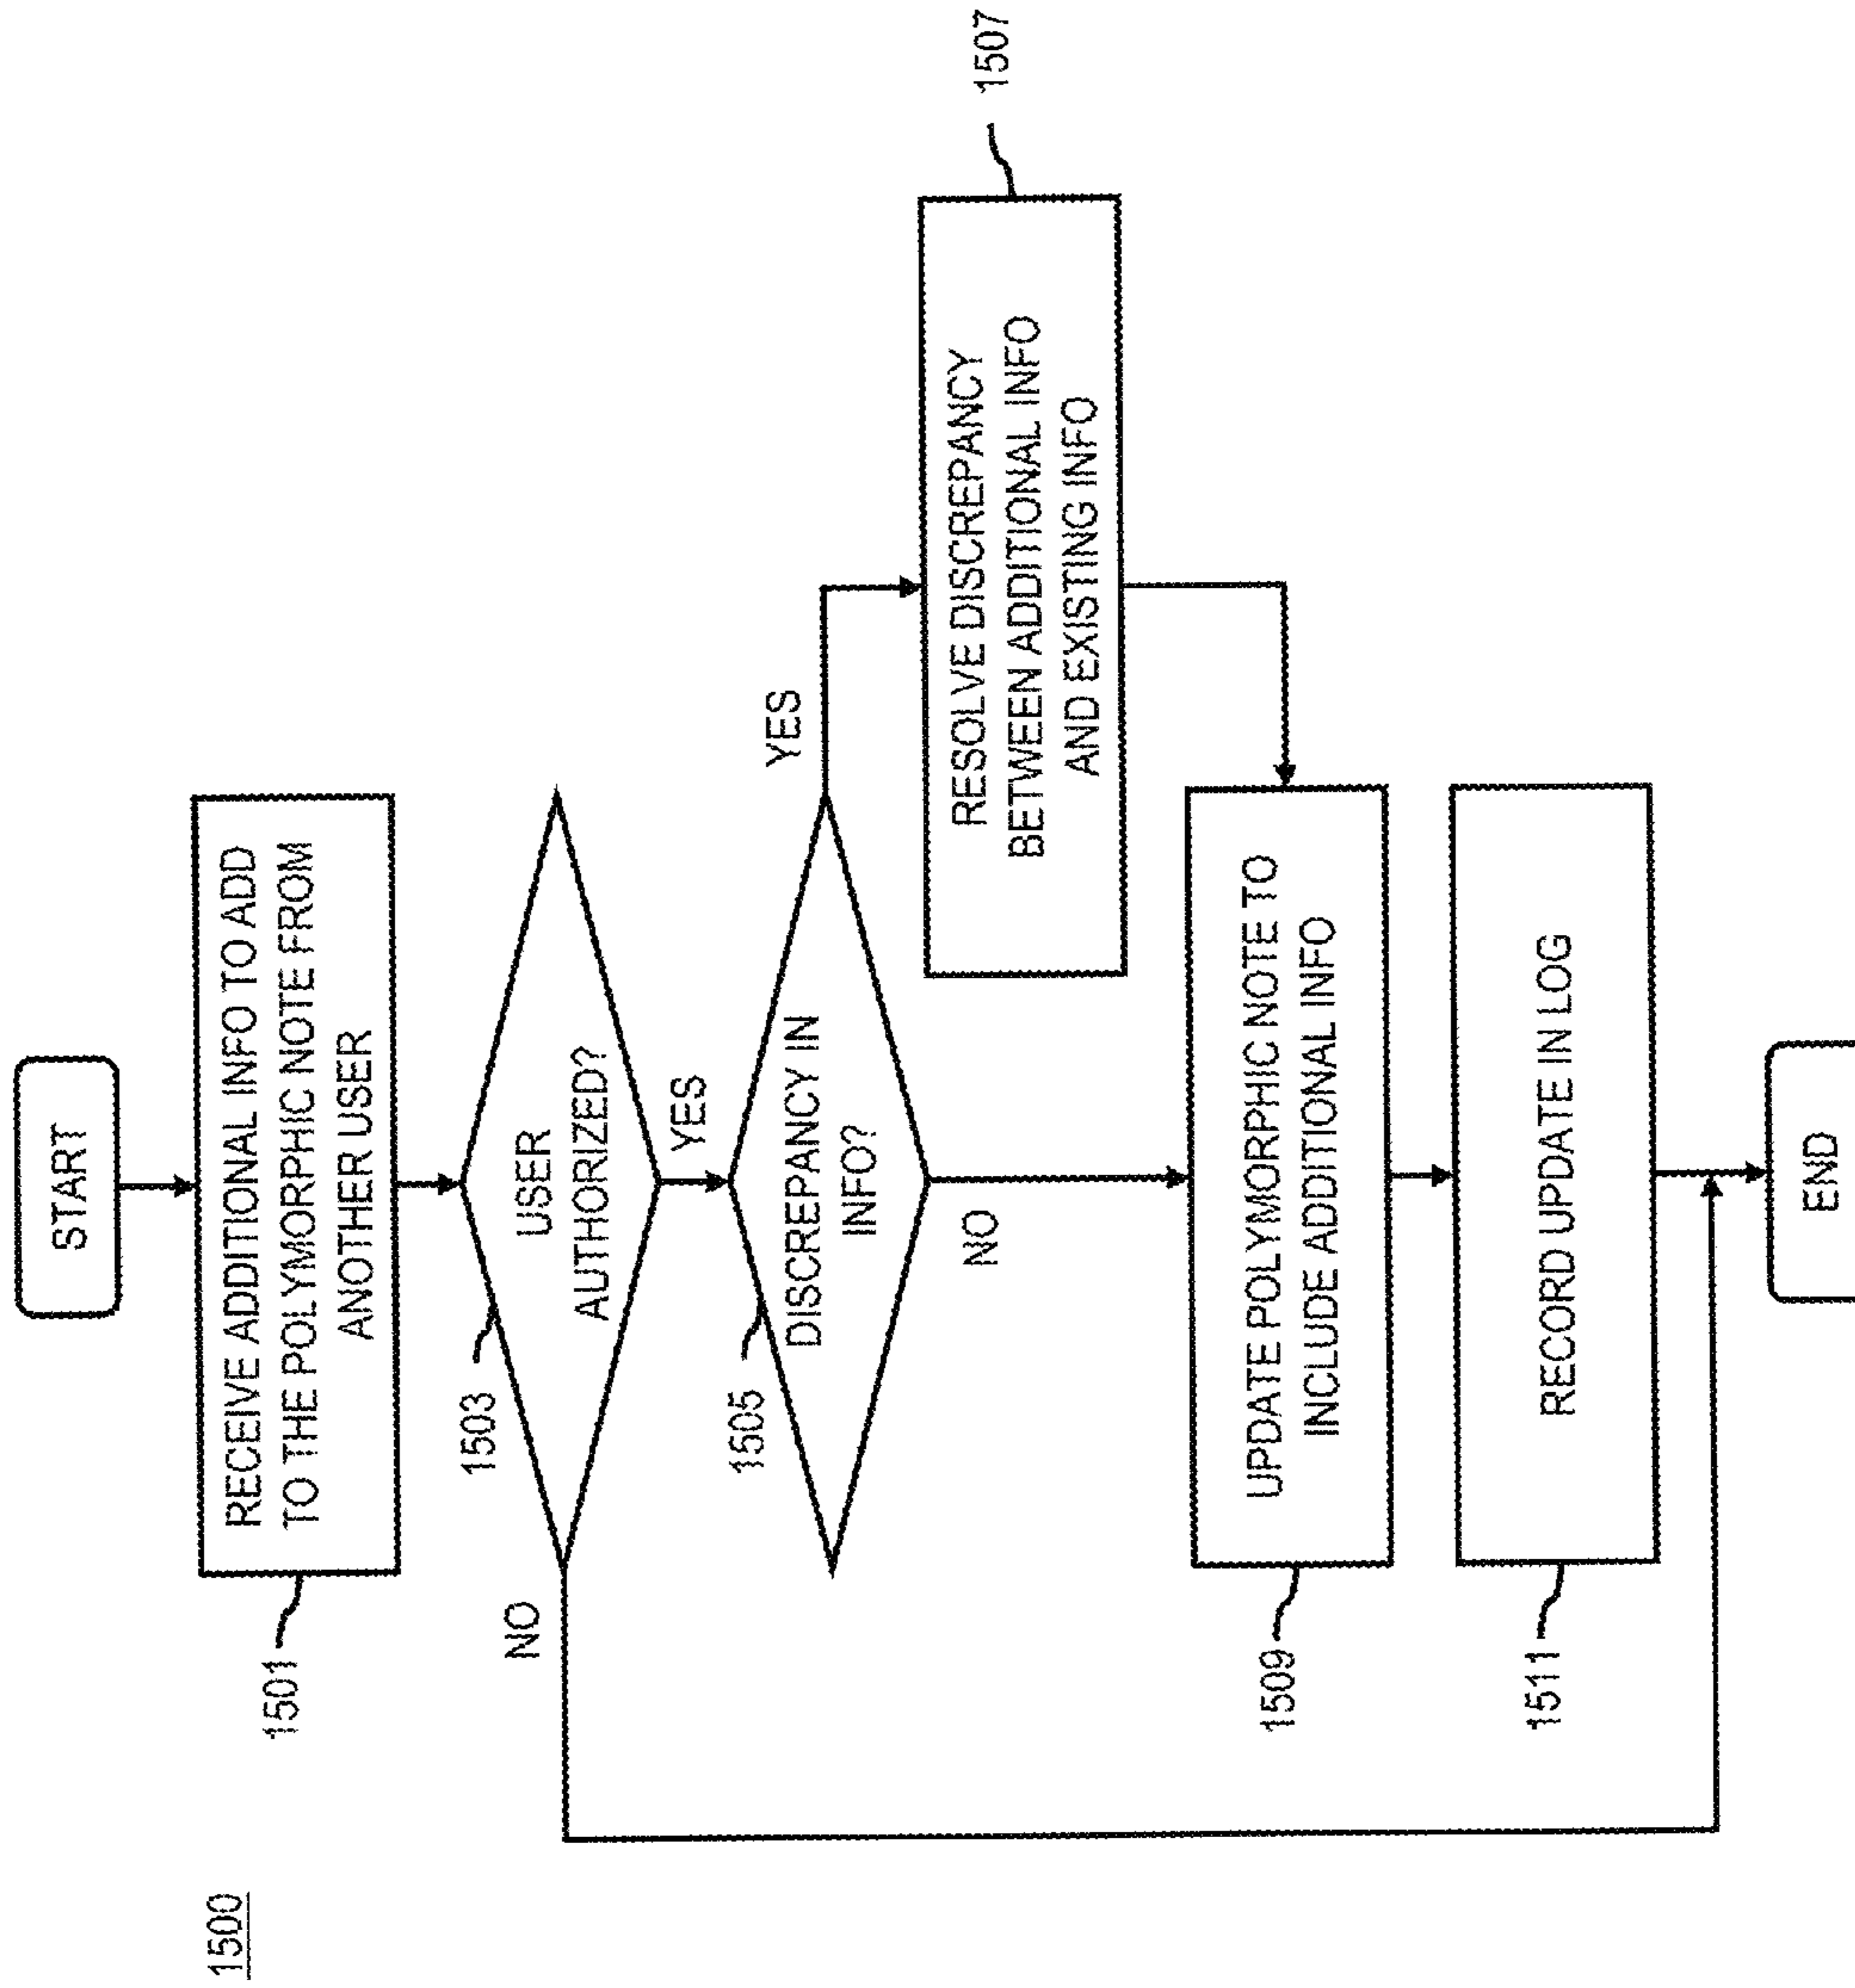 1500
START
RECEIVE ADDITIONAL INFO TO ADD
TO THE POLYMORPHIC NOTE FROM
ANOTHER USER
1501
USER
AUTHORIZED?
1503
NO
YES
DISCREPANCY IN
INFO?
1505
YES
NO
RESOLVE DISCREPANCY
BETWEEN ADDITIONAL INFO
AND EXISTING INFO
1507
UPDATE POLYMORPHIC NOTE TO
INCLUDE ADDITIONAL INFO
1509
RECORD UPDATE IN LOG
1511
END